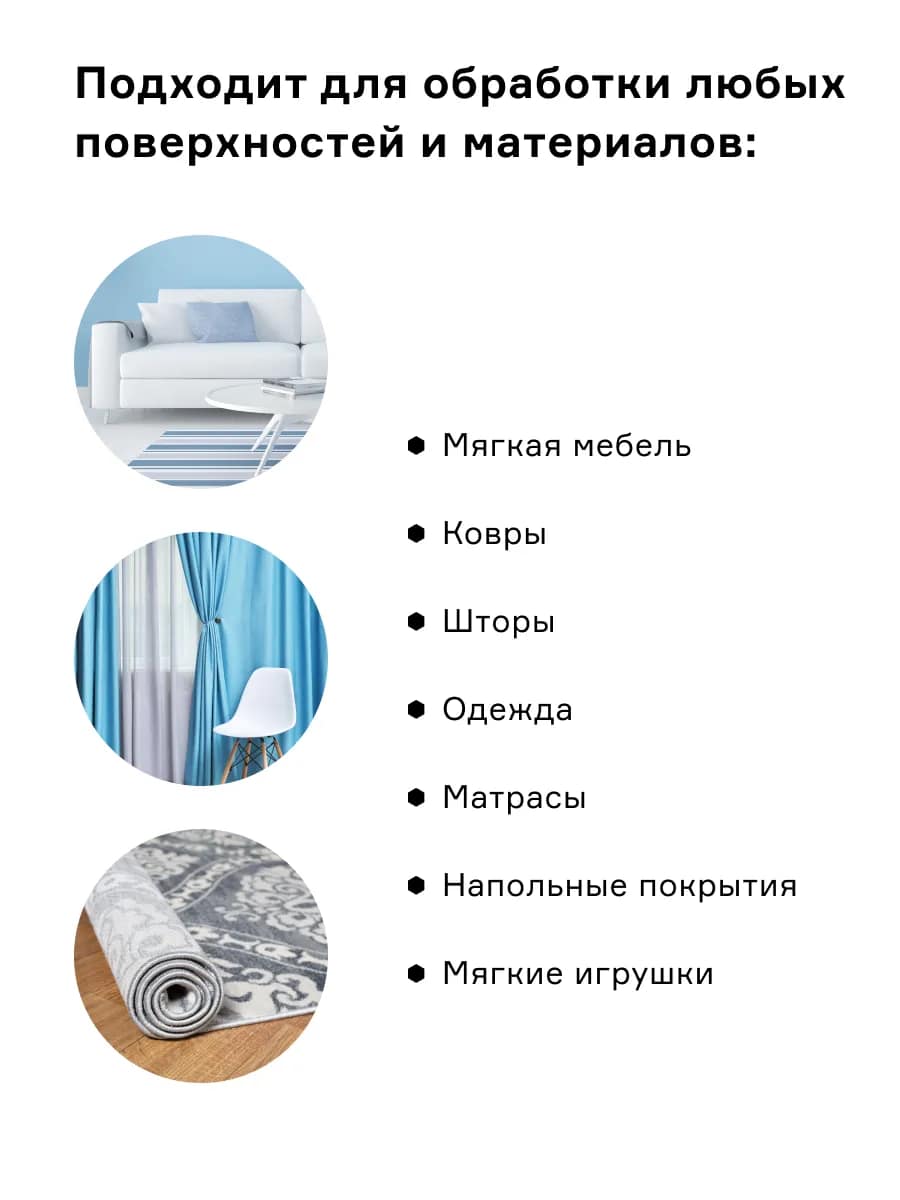 Подходит для обработки любых
поверхностей и материалов:
Мягкая мебель
Ковры
Шторы
Одежда
Матрасы
Напольные покрытия
Мягкие игрушки